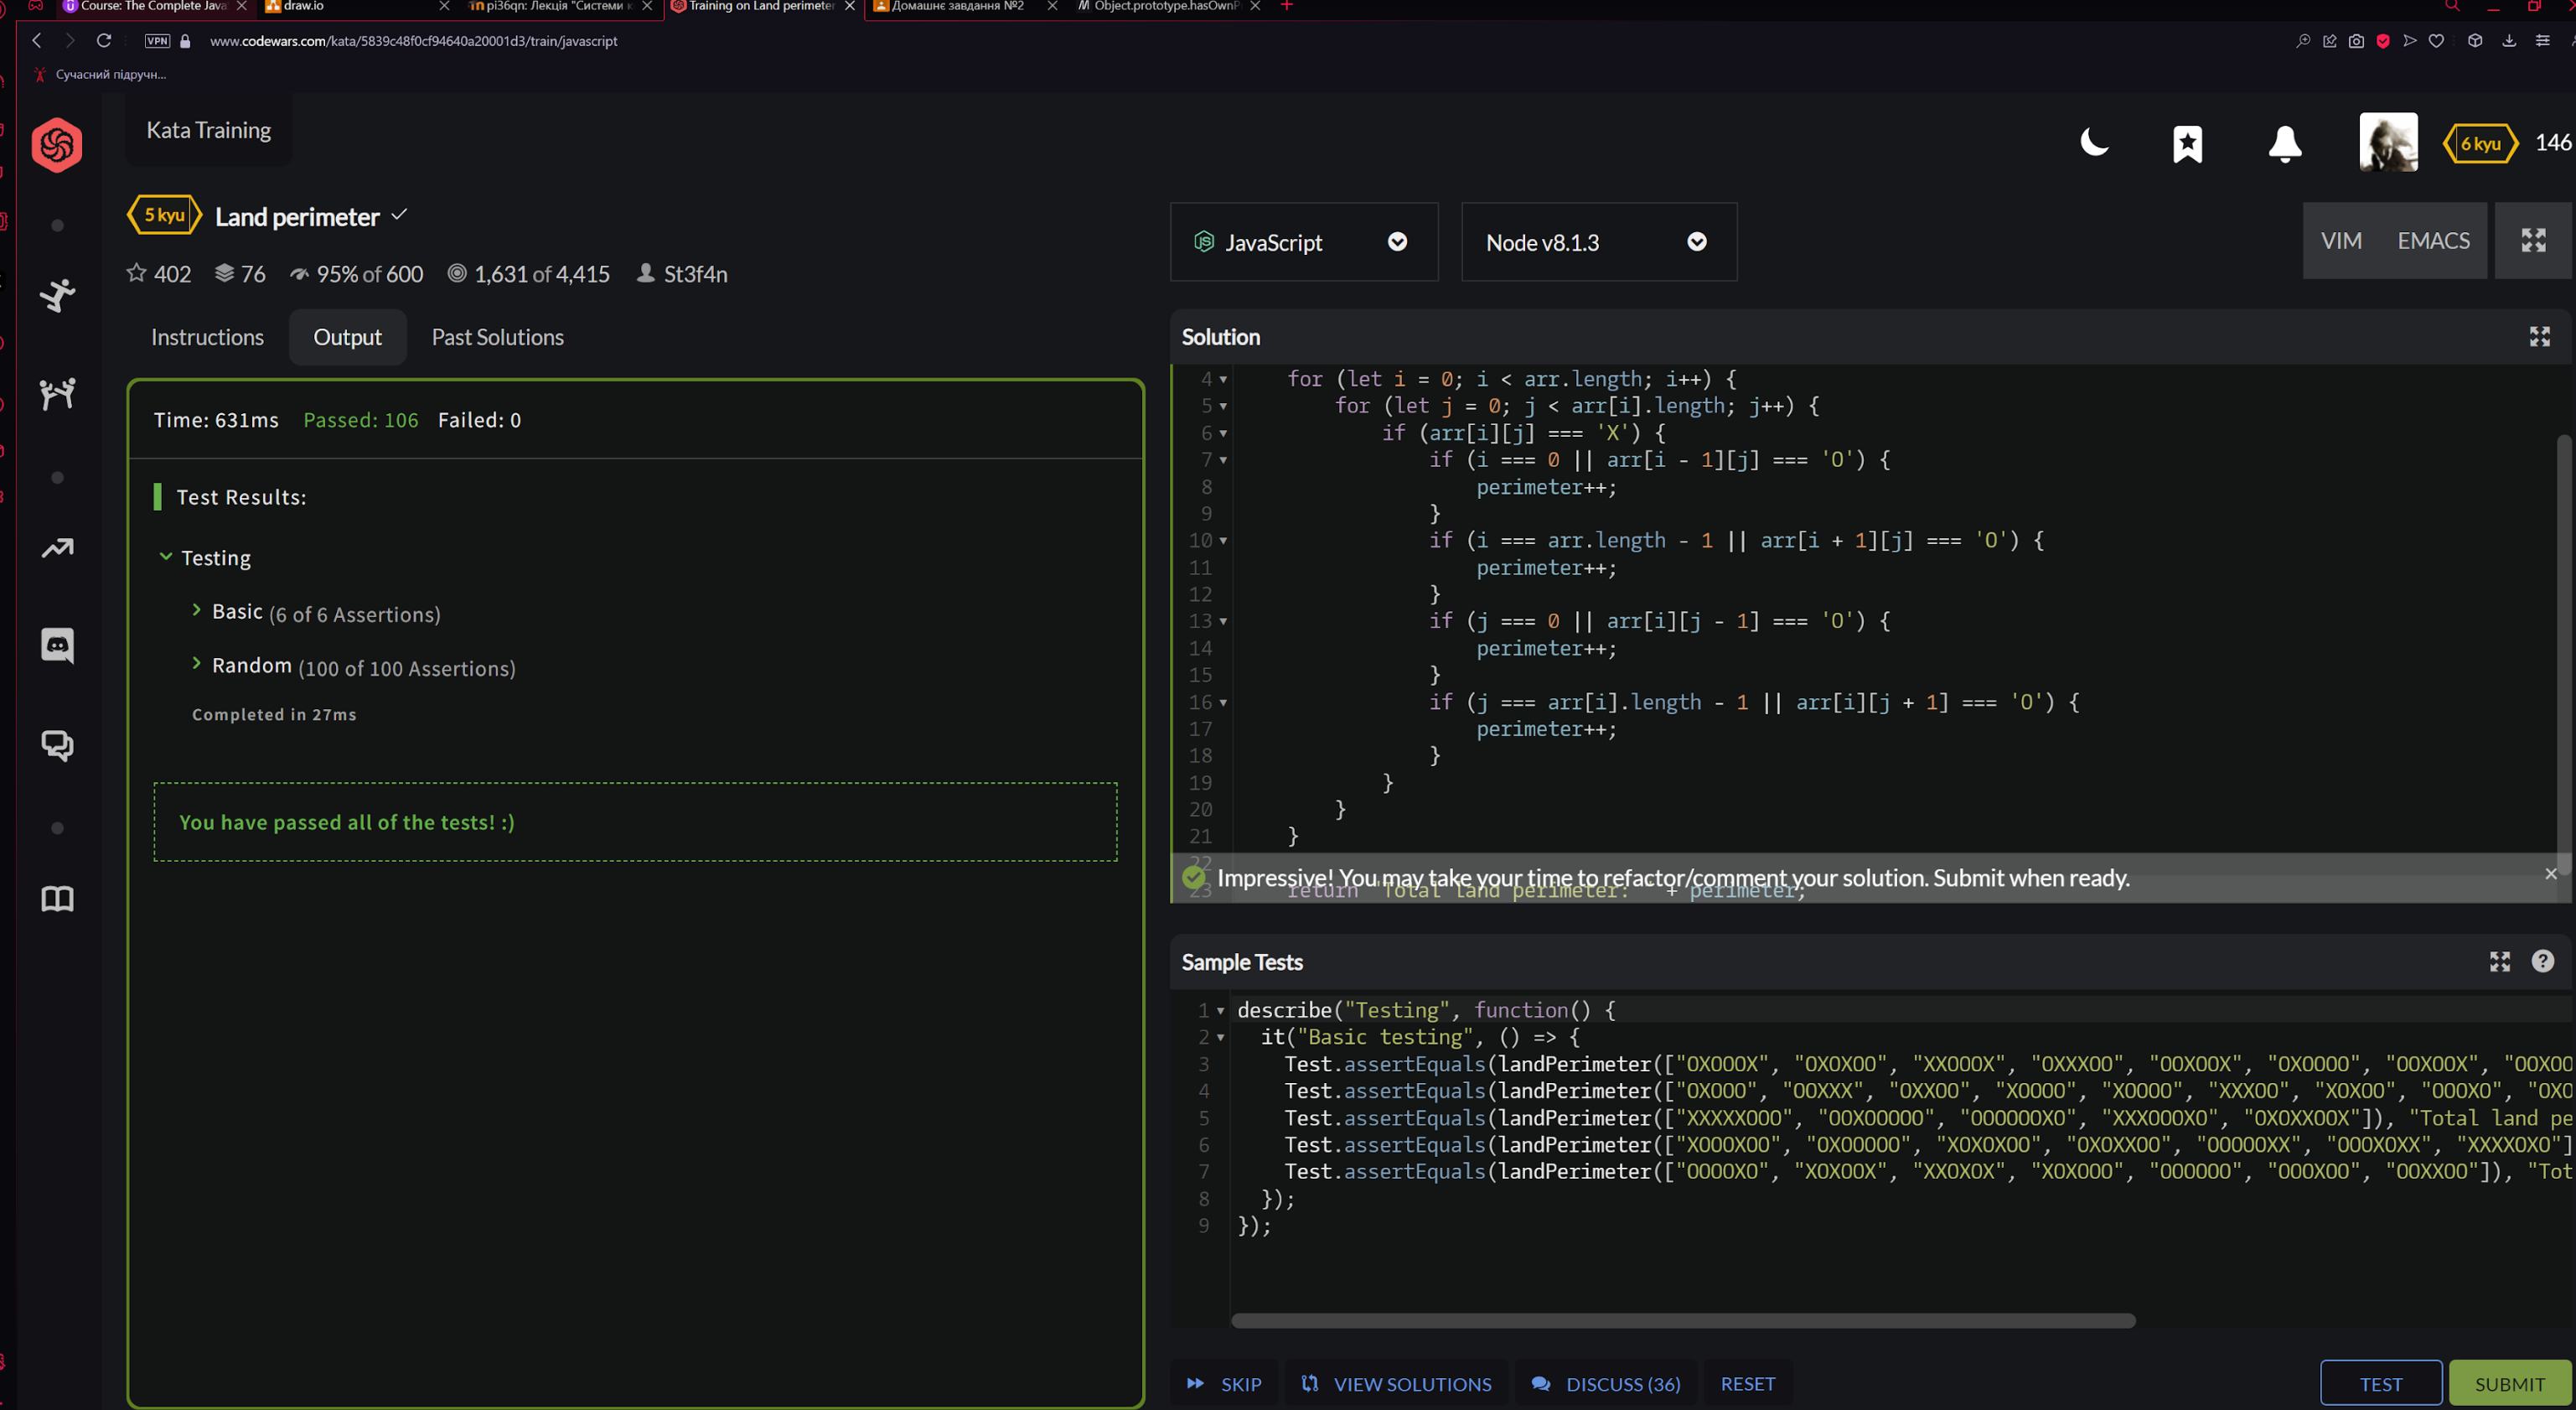 Course: The Complete Java
draw.io
pi36qn: Лекція "Системи к
Training on Land perimeter
Домашнє завдання №2
Object.prototype.hasOwnP
VPN
www.codewars.com/kata/5839c48f0cf94640a20001d3/train/javascript
Сучасний підручн...
Kata Training
6 kyu
146
5 kyu
Land perimeter
402
76
95% of 600
1,631 of 4,415
St3f4n
Instructions
Output
Past Solutions
Time: 631ms Passed: 106 Failed: 0
Test Results:
Testing
Basic (6 of 6 Assertions)
Random (100 of 100 Assertions)
Completed in 27ms
You have passed all of the tests! :)
JavaScript
Node v8.1.3
VIM
EMACS
Solution
4 for (let i = 0; i < arr.length; i++) {
5 for (let j = 0; j < arr[i].length; j++) {
6 if (arr[i][j] === 'X') {
7 if (i === 0 || arr[i - 1][j] === 'O') {
8 perimeter++;
9 }
10 if (i === arr.length - 1 || arr[i + 1][j] === 'O') {
11 perimeter++;
12 }
13 if (j === 0 || arr[i][j - 1] === 'O') {
14 perimeter++;
15 }
16 if (j === arr[i].length - 1 || arr[i][j + 1] === 'O') {
17 perimeter++;
18 }
19 }
20 }
21 }
22
Impressive! You may take your time to refactor/comment your solution. Submit when ready.
23 return "Total land perimeter: " + perimeter;
Sample Tests
1 describe("Testing", function() {
2 it("Basic testing", () => {
3 Test.assertEquals(landPerimeter(["OXOOOX", "OXOXOO", "XXOOOX", "OXXXOO", "OOXOOX", "OXOOOO", "OOXOOX", "OOXOO
4 Test.assertEquals(landPerimeter(["OXOOO", "OOXXX", "OXXOO", "XOOOO", "XOOOO", "XXXOO", "XOXOO", "OOOXO", "OXO
5 Test.assertEquals(landPerimeter(["XXXXXOOO", "OOXOOOOO", "OOOOOOXO", "XXXOOOXO", "OXOXXOOX"]), "Total land pe
6 Test.assertEquals(landPerimeter(["XOOOXOO", "OXOOOOO", "XOXOXOO", "OXOXXOO", "OOOOOXX", "OOOXOXX", "XXXXOXO"]
7 Test.assertEquals(landPerimeter(["OOOOXO", "XOXOOX", "XXOXOX", "XOXOOO", "OOOOOO", "OOOXOO", "OOXXOO"]), "Tot
8 });
9 });
SKIP
VIEW SOLUTIONS
DISCUSS (36)
RESET
TEST
SUBMIT